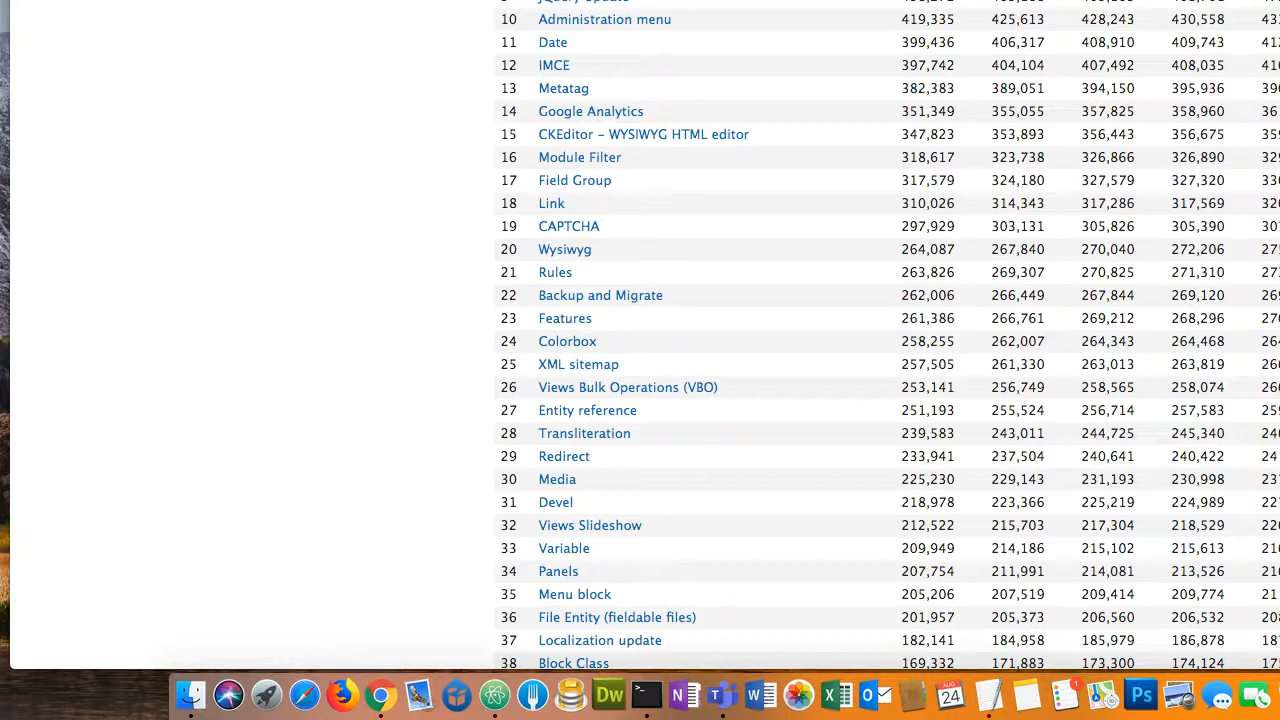 10 Administration menu 419,335 425,613 428,243 430,558
11 Date 399,436 406,317 408,910 409,743
12 IMCE 397,742 404,104 407,492 408,035
13 Metatag 382,383 389,051 394,150 395,936
14 Google Analytics 351,349 355,055 357,825 358,960
15 CKEditor - WYSIWYG HTML editor 347,823 353,893 356,443 356,675
16 Module Filter 318,617 323,738 326,866 326,890
17 Field Group 317,579 324,180 327,579 327,320
18 Link 310,026 314,343 317,286 317,569
19 CAPTCHA 297,929 303,131 305,826 305,390
20 Wysiwyg 264,087 267,840 270,040 272,206
21 Rules 263,826 269,307 270,825 271,310
22 Backup and Migrate 262,006 266,449 267,844 269,120
23 Features 261,386 266,761 269,212 268,296
24 Colorbox 258,255 262,007 264,343 264,468
25 XML sitemap 257,505 261,330 263,013 263,819
26 Views Bulk Operations (VBO) 253,141 256,749 258,565 258,074
27 Entity reference 251,193 255,524 256,714 257,583
28 Transliteration 239,583 243,011 244,725 245,340
29 Redirect 233,941 237,504 240,641 240,422
30 Media 225,230 229,143 231,193 230,998
31 Devel 218,978 223,366 225,219 224,989
32 Views Slideshow 212,522 215,703 217,304 218,529
33 Variable 209,949 214,186 215,102 215,613
34 Panels 207,754 211,991 214,081 213,526
35 Menu block 205,206 207,519 209,414 209,774
36 File Entity (fieldable files) 201,957 205,373 206,560 206,532
37 Localization update 182,141 184,958 185,979 186,878
38 Block Class 169,332 171,885 173,300 174,124
Dw
N
T
W
X
O
AUG
24
1
Ps